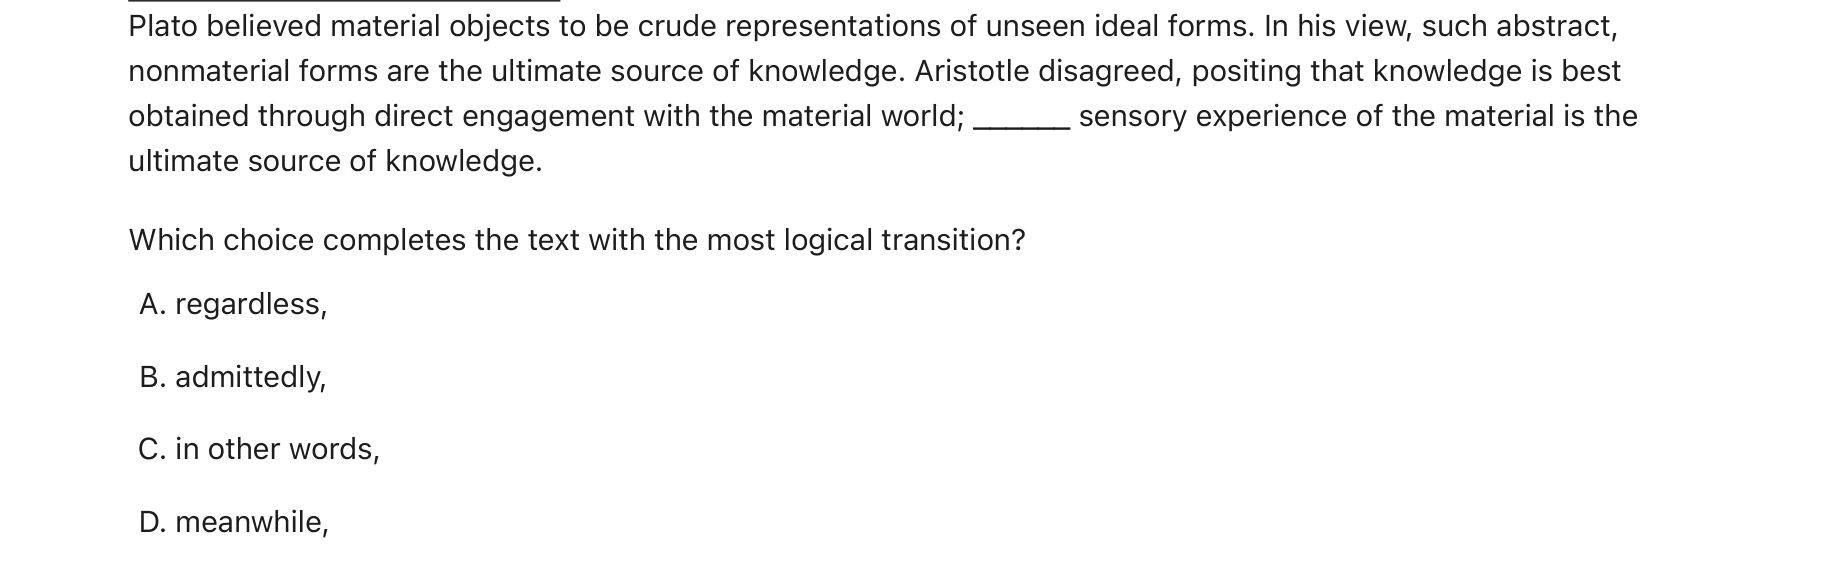 Plato believed material objects to be crude representations of unseen ideal forms. In his view, such abstract,
nonmaterial forms are the ultimate source of knowledge. Aristotle disagreed, positing that knowledge is best
obtained through direct engagement with the material world; ______ sensory experience of the material is the
ultimate source of knowledge.
Which choice completes the text with the most logical transition?
A. regardless,
B. admittedly,
C. in other words,
D. meanwhile,